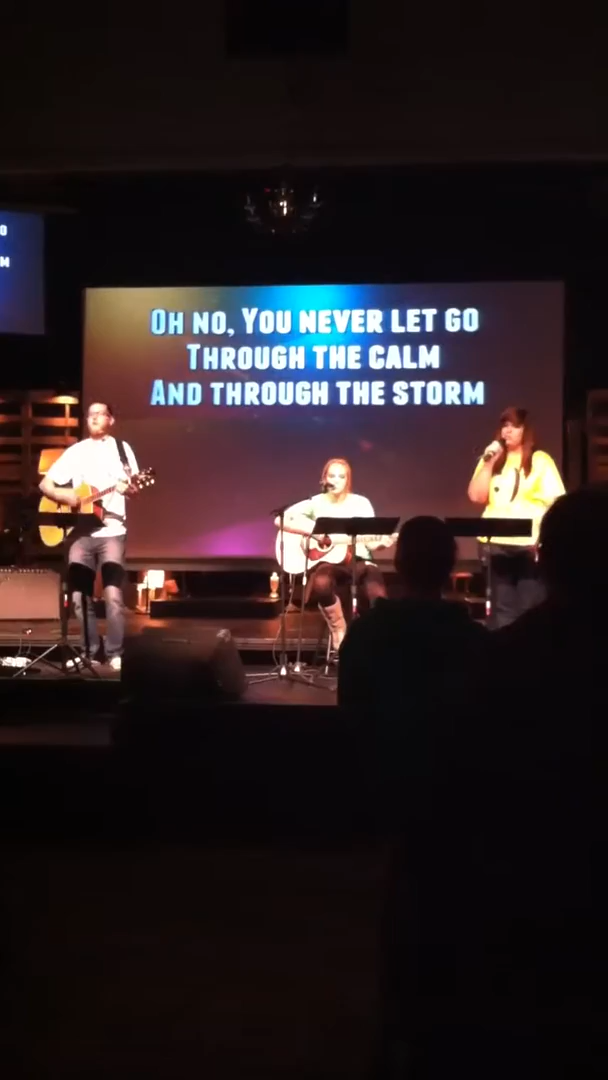 OH NO, YOU NEVER LET GO
THROUGH THE CALM
AND THROUGH THE STORM
O
M